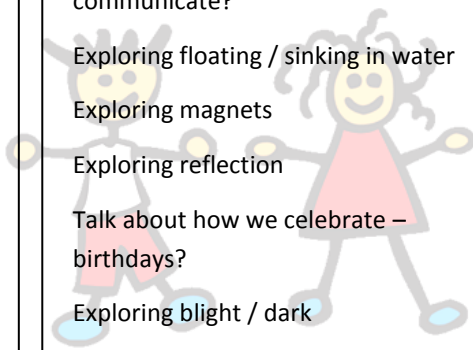 communicate?
Exploring floating / sinking in water
Exploring magnets
Exploring reflection
Talk about how we celebrate –
birthdays?
Exploring blight / dark